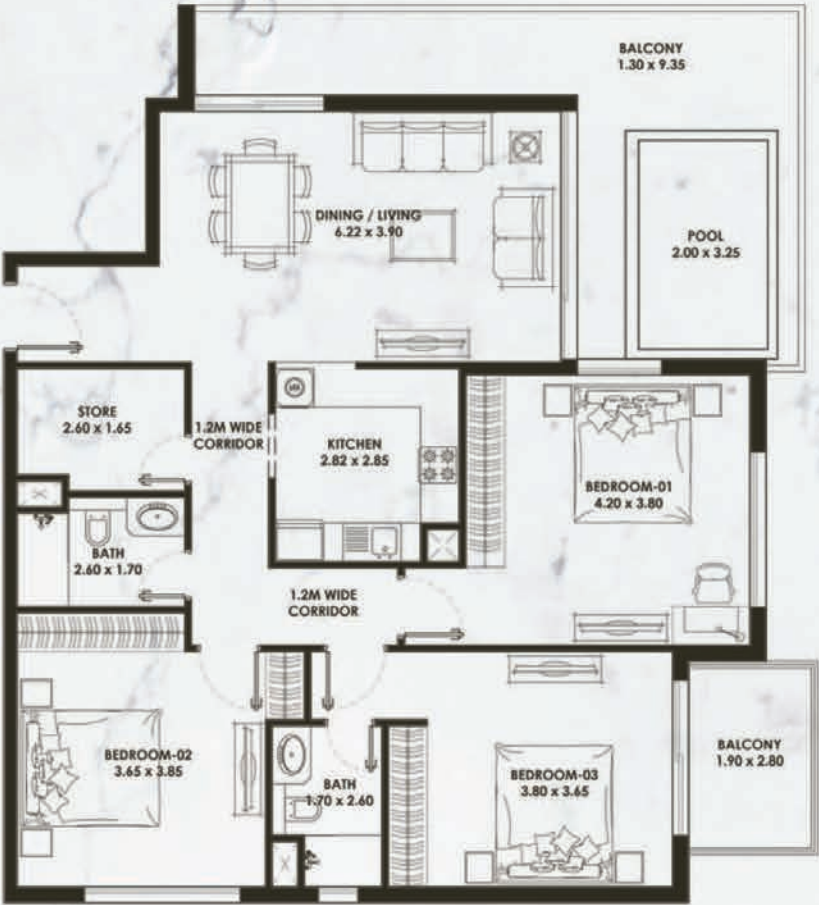 BALCONY
1.30 x 9.35
DINING / LIVING
6.22 x 3.90
POOL
2.00 x 3.25
STORE
2.60 x 1.65
1.2M WIDE
CORRIDOR
KITCHEN
2.82 x 2.85
BEDROOM-01
4.20 x 3.80
BATH
2.60 x 1.70
1.2M WIDE
CORRIDOR
BEDROOM-02
3.65 x 3.85
BATH
1.70 x 2.60
BEDROOM-03
3.80 x 3.65
BALCONY
1.90 x 2.80